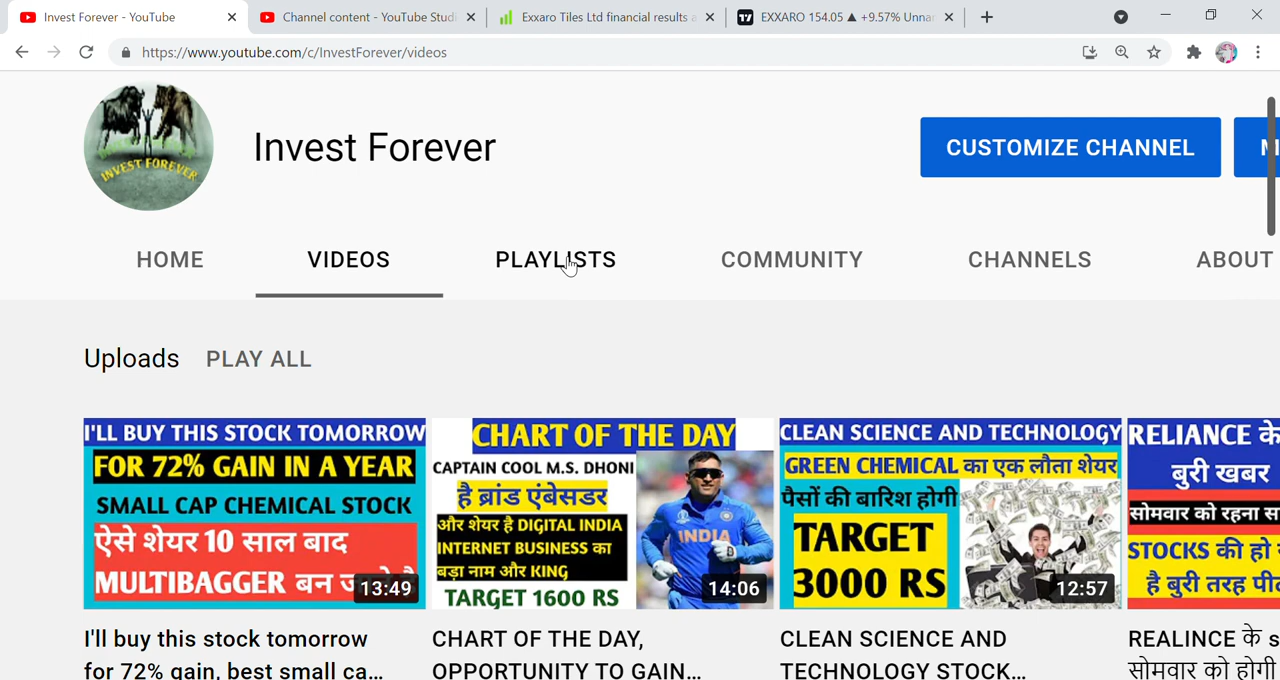 Invest Forever - YouTube
Channel content - YouTube Studi
Exxaro Tiles Ltd financial results a
EXXARO 154.05 ▲ +9.57% Unna
https://www.youtube.com/c/InvestForever/videos
INVEST FOREVER
Invest Forever
CUSTOMIZE CHANNEL
HOME
VIDEOS
PLAYLISTS
COMMUNITY
CHANNELS
ABOUT
Uploads
PLAY ALL
I'LL BUY THIS STOCK TOMORROW
FOR 72% GAIN IN A YEAR
SMALL CAP CHEMICAL STOCK
ऐसे शेयर 10 साल बाद
MULTIBAGGER बन
13:49
CHART OF THE DAY
CAPTAIN COOL M.S. DHONI
है ब्रांड एंबेसडर
और शेयर है DIGITAL INDIA
INTERNET BUSINESS का
बड़ा नाम और KING
TARGET 1600 RS
INDIA
14:06
CLEAN SCIENCE AND TECHNOLOGY
GREEN CHEMICAL का एक लौता शेयर
पैसों की बारिश होगी
TARGET
3000 RS
12:57
RELIANCE के
बुरी खबर
सोमवार को रहना
STOCKS की हो
है बुरी तरह
I'll buy this stock tomorrow
for 72% gain, best small ca...
CHART OF THE DAY,
OPPORTUNITY TO GAIN...
CLEAN SCIENCE AND
TECHNOLOGY STOCK...
REALINCE के s
सोमवार को होगी